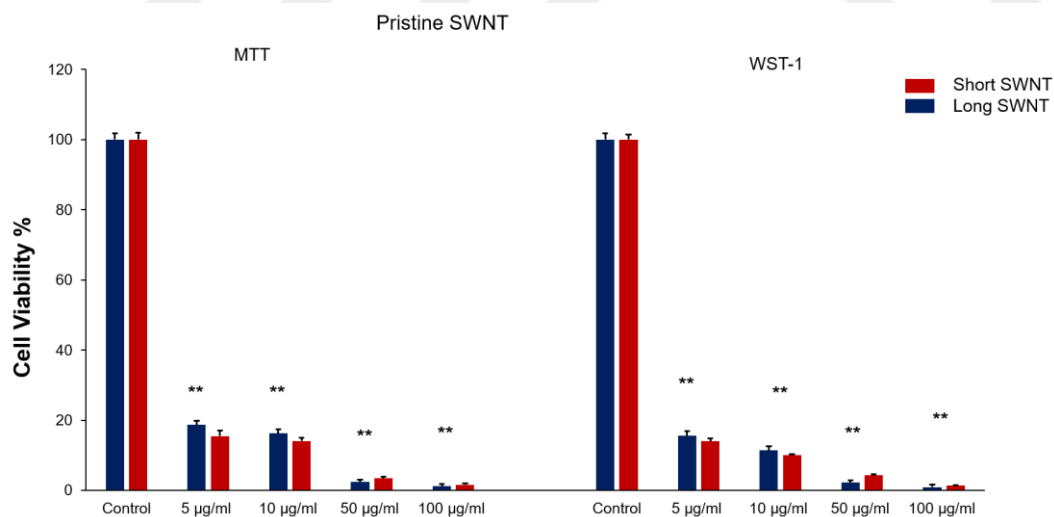 Pristine SWNT
MTT
WST-1
Short SWNT
Long SWNT
Cell Viability %
120
100
80
60
40
20
0
** ** ** **
** ** ** **
Control 5 µg/ml 10 µg/ml 50 µg/ml 100 µg/ml
Control 5 µg/ml 10 µg/ml 50 µg/ml 100 µg/ml